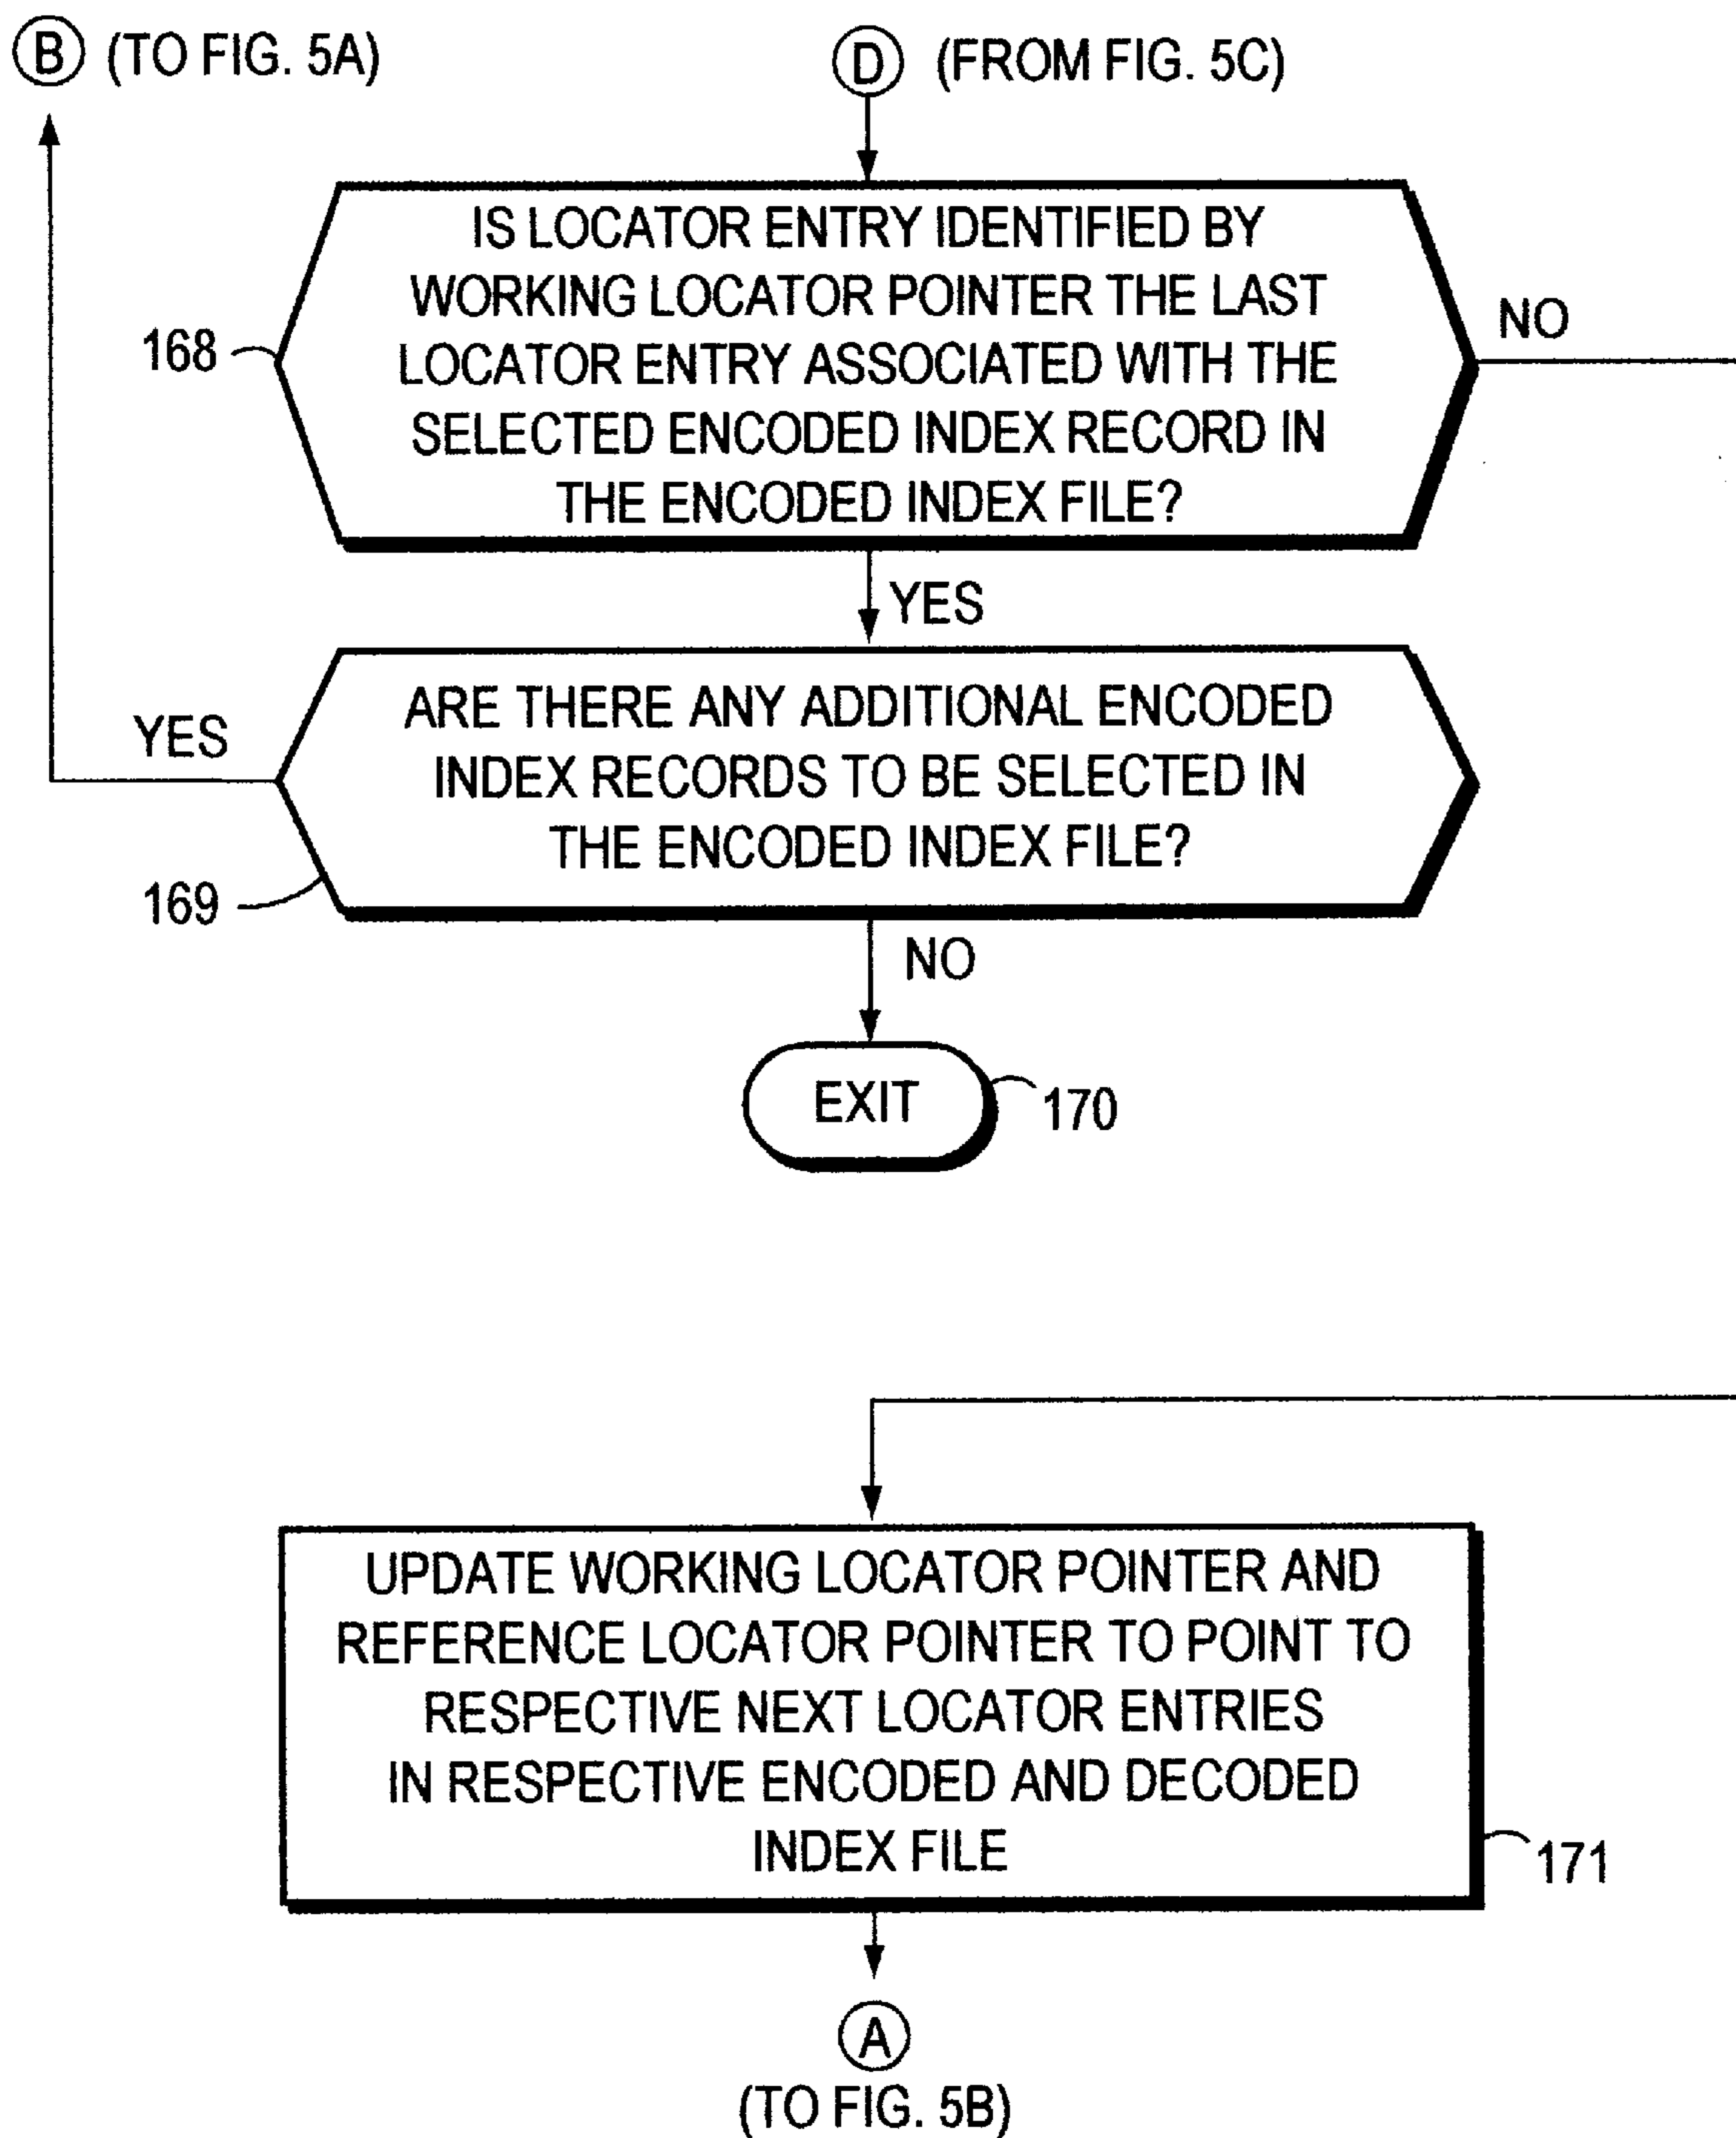 B (TO FIG. 5A)
D (FROM FIG. 5C)
IS LOCATOR ENTRY IDENTIFIED BY
WORKING LOCATOR POINTER THE LAST
LOCATOR ENTRY ASSOCIATED WITH THE
SELECTED ENCODED INDEX RECORD IN
THE ENCODED INDEX FILE?
168
NO
YES
ARE THERE ANY ADDITIONAL ENCODED
INDEX RECORDS TO BE SELECTED IN
THE ENCODED INDEX FILE?
YES
169
NO
EXIT
170
UPDATE WORKING LOCATOR POINTER AND
REFERENCE LOCATOR POINTER TO POINT TO
RESPECTIVE NEXT LOCATOR ENTRIES
IN RESPECTIVE ENCODED AND DECODED
INDEX FILE
171
A
(TO FIG. 5B)